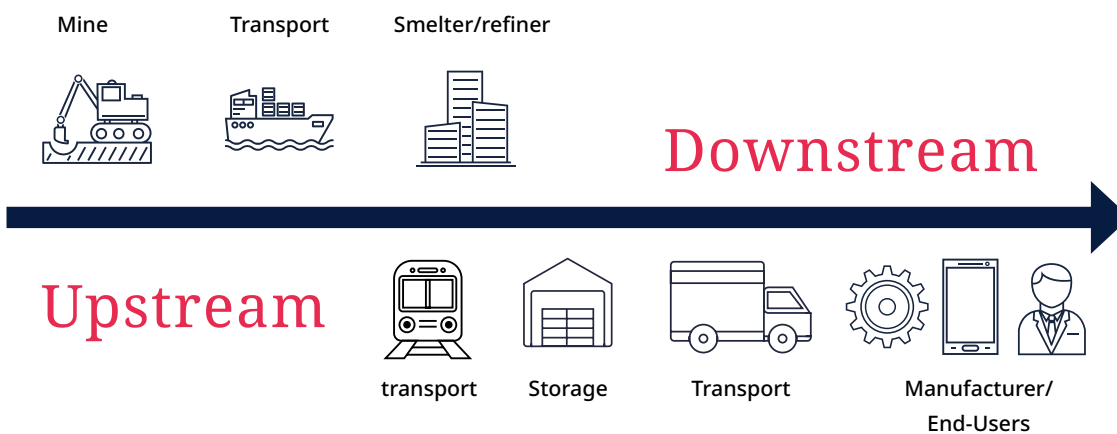 Mine
Transport
Smelter/refiner
Downstream
Upstream
transport
Storage
Transport
Manufacturer/
End-Users